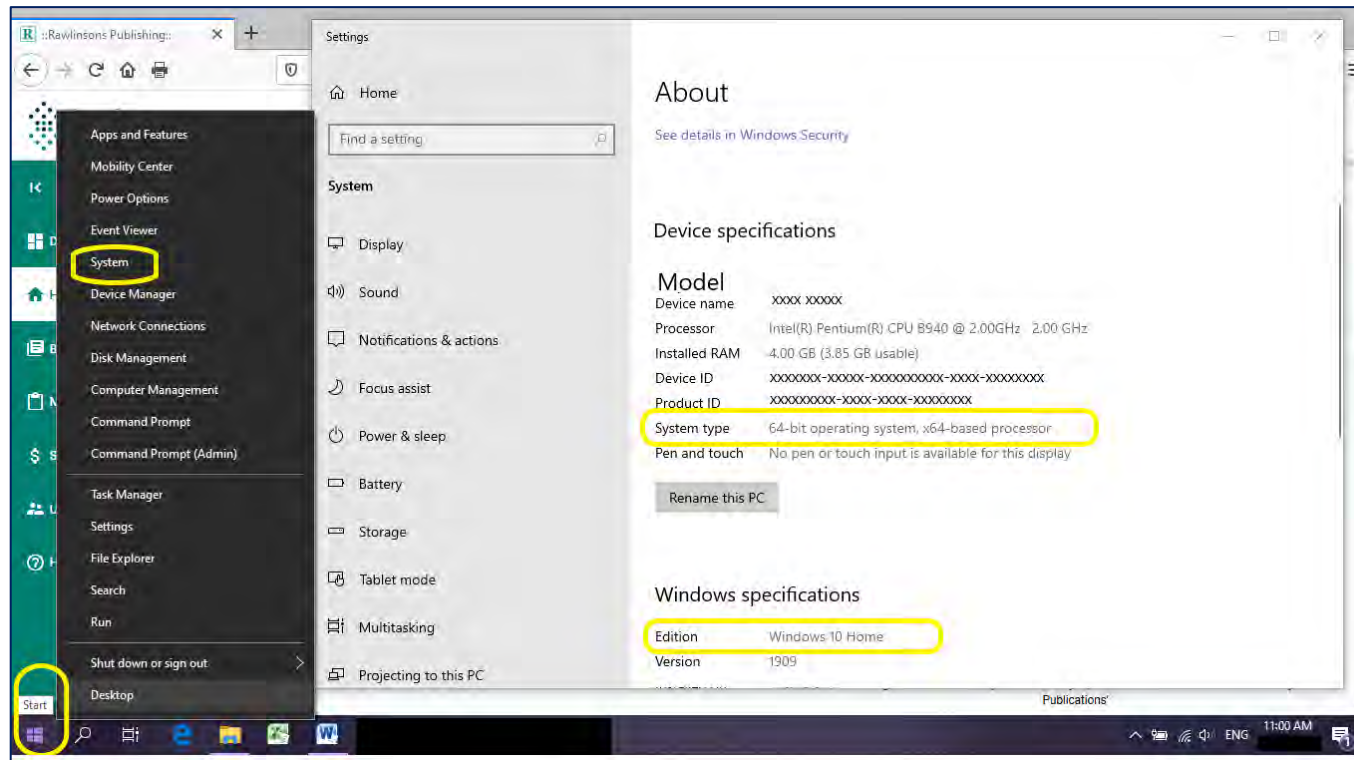 ::Rawlinsons Publishing::
Settings
Home
Find a setting
System
Display
Sound
Notifications & actions
Focus assist
Power & sleep
Battery
Storage
Tablet mode
Multitasking
Projecting to this PC
Apps and Features
Mobility Center
Power Options
Event Viewer
System
Device Manager
Network Connections
Disk Management
Computer Management
Command Prompt
Command Prompt (Admin)
Task Manager
Settings
File Explorer
Search
Run
Shut down or sign out
Desktop
Start
About
See details in Windows Security
Device specifications
Model
Device name xxxx xxxxx
Processor Intel(R) Pentium(R) CPU B940 @ 2.00GHz 2.00 GHz
Installed RAM 4.00 GB (3.85 GB usable)
Device ID xxxxxxx-xxxxx-xxxxxxxxxx-xxxx-xxxxxxxx
Product ID xxxxxxxxx-xxxx-xxxx-xxxxxxxx
System type 64-bit operating system, x64-based processor
Pen and touch No pen or touch input is available for this display
Rename this PC
Windows specifications
Edition Windows 10 Home
Version 1909
Publications'
ENG 11:00 AM